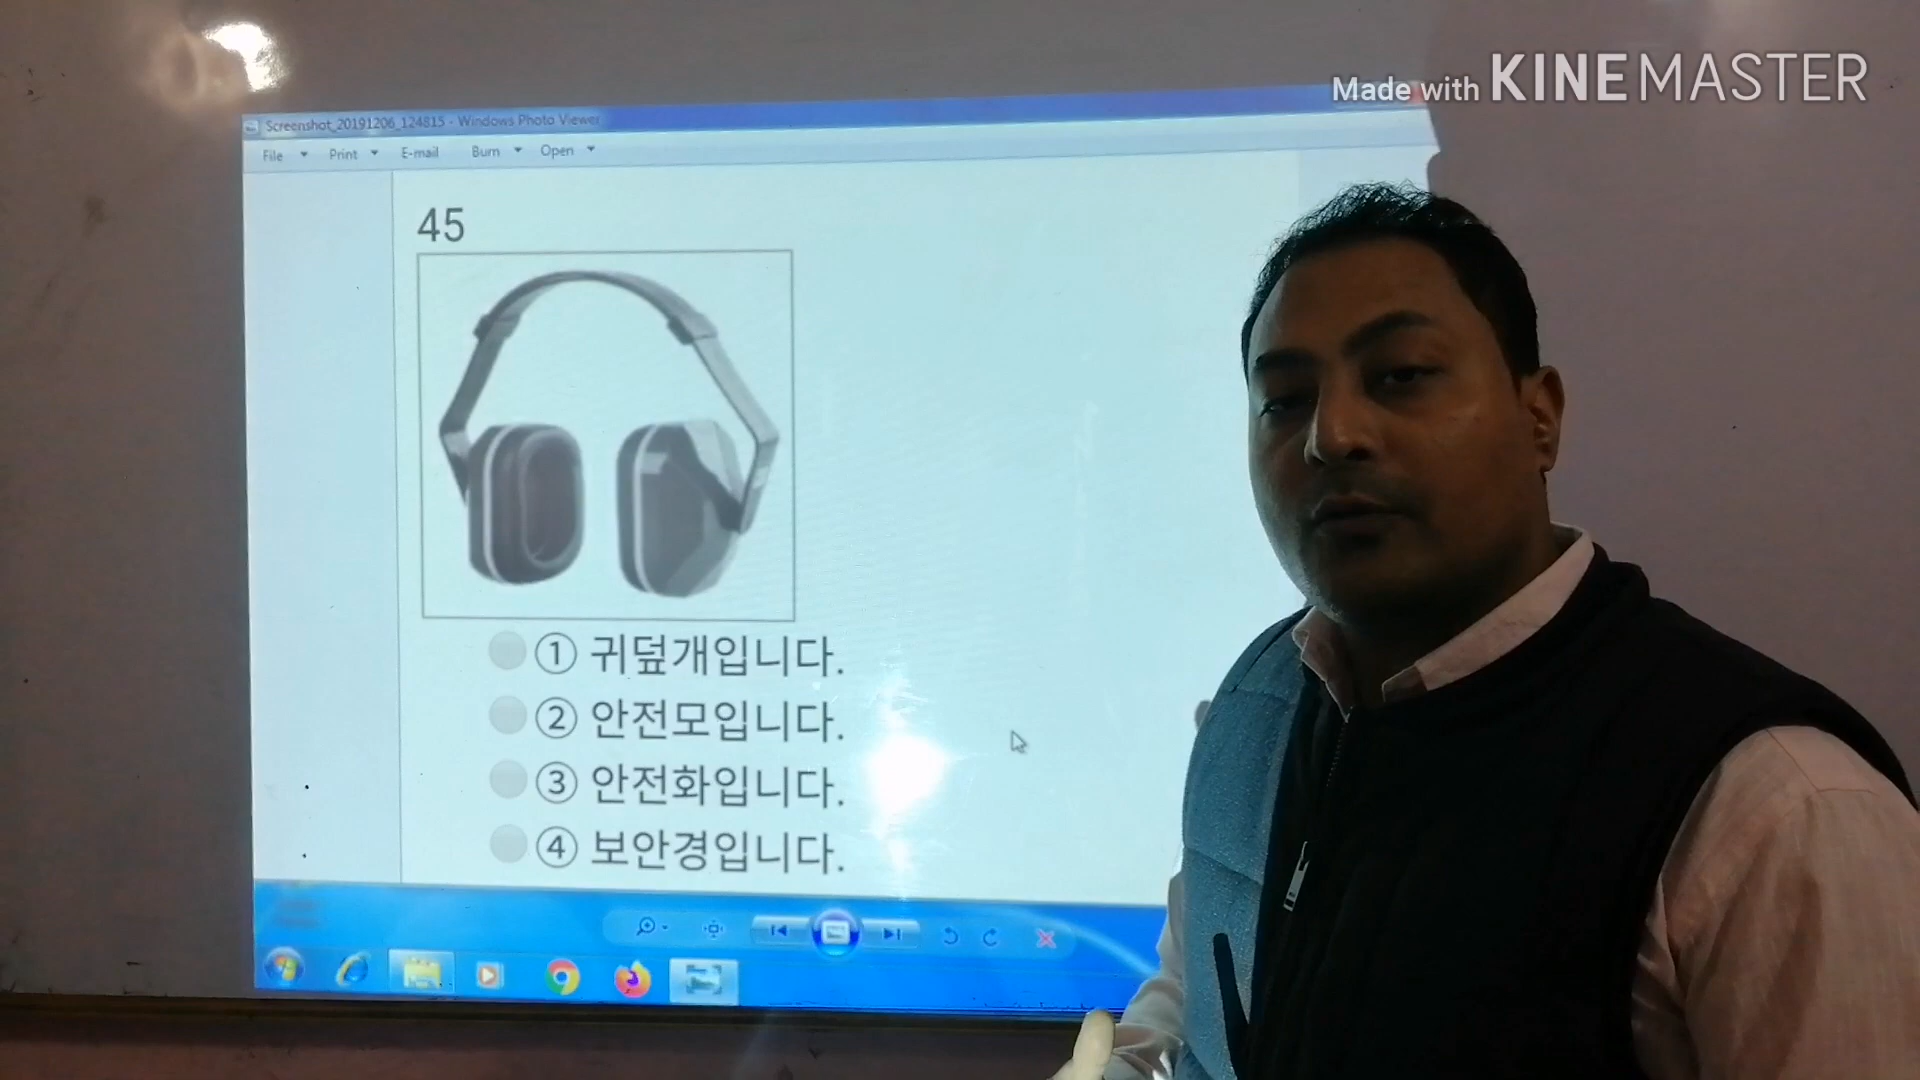 Made with KINEMASTER
Screenshot_20191206_124815 - Windows Photo Viewer
File Print E-mail Burn Open
45
① 귀덮개입니다.
② 안전모입니다.
③ 안전화입니다.
④ 보안경입니다.